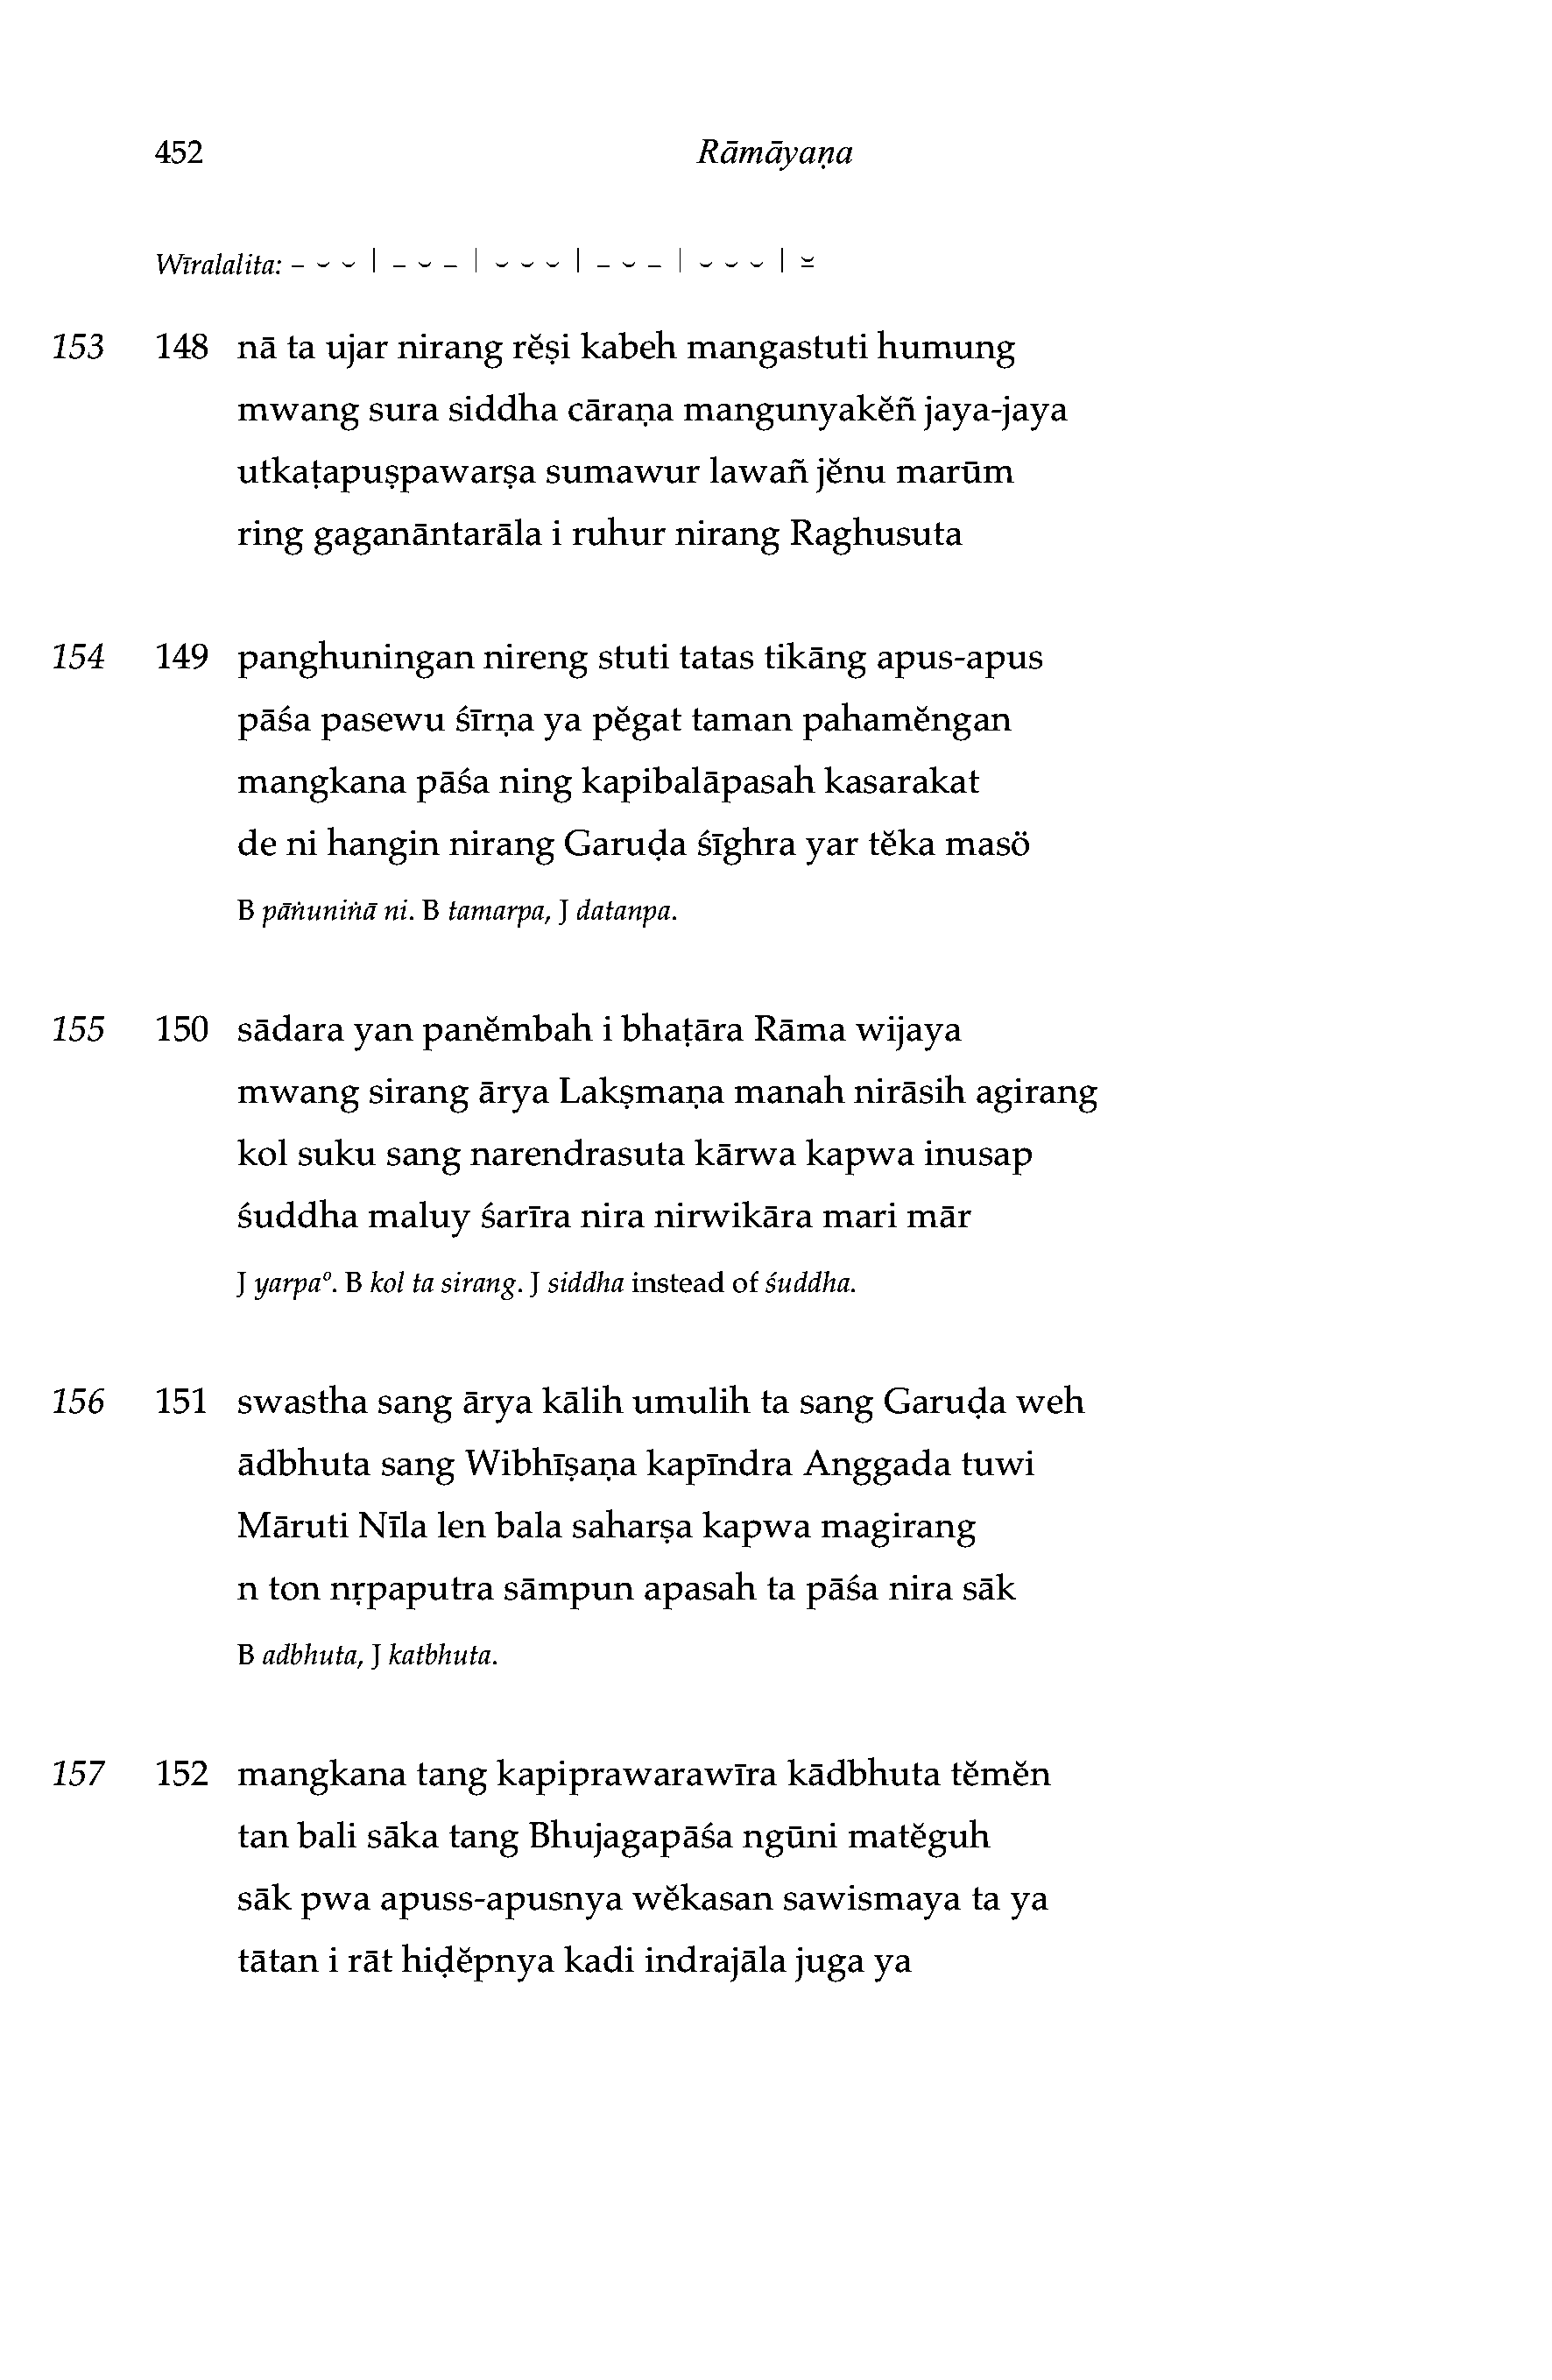 452 Rāmāyaṇa
Wīralalita: – ⏑ ⏑ | – ⏑ – | ⏑ ⏑ ⏑ | – ⏑ – | ⏑ ⏑ ⏑ | ⏓
153 148 nā ta ujar nirang rĕṣi kabeh mangastuti humung
mwang sura siddha cāraṇa mangunyakĕñ jaya-jaya
utkaṭapuṣpawarṣa sumawur lawañ jĕnu marūm
ring gaganāntarāla i ruhur nirang Raghusuta
154 149 panghuningan nireng stuti tatas tikāng apus-apus
pāśa pasewu śīrṇa ya pĕgat taman pahamĕngan
mangkana pāśa ning kapibalāpasah kasarakat
de ni hangin nirang Garuḍa śīghra yar tĕka masö
B pāṅuniṅā ni. B tamarpa, J datanpa.
155 150 sādara yan panĕmbah i bhaṭāra Rāma wijaya
mwang sirang ārya Lakṣmaṇa manah nirāsih agirang
kol suku sang narendrasuta kārwa kapwa inusap
śuddha maluy śarīra nira nirwikāra mari mār
J yarpaº. B kol ta sirang. J siddha instead of śuddha.
156 151 swastha sang ārya kālih umulih ta sang Garuḍa weh
ādbhuta sang Wibhīṣaṇa kapīndra Anggada tuwi
Māruti Nīla len bala saharṣa kapwa magirang
n ton nṛpaputra sāmpun apasah ta pāśa nira sāk
B adbhuta, J katbhuta.
157 152 mangkana tang kapiprawarawīra kādbhuta tĕmĕn
tan bali sāka tang Bhujagapāśa ngūni matĕguh
sāk pwa apuss-apusnya wĕkasan sawismaya ta ya
tātan i rāt hiḍĕpnya kadi indrajāla juga ya